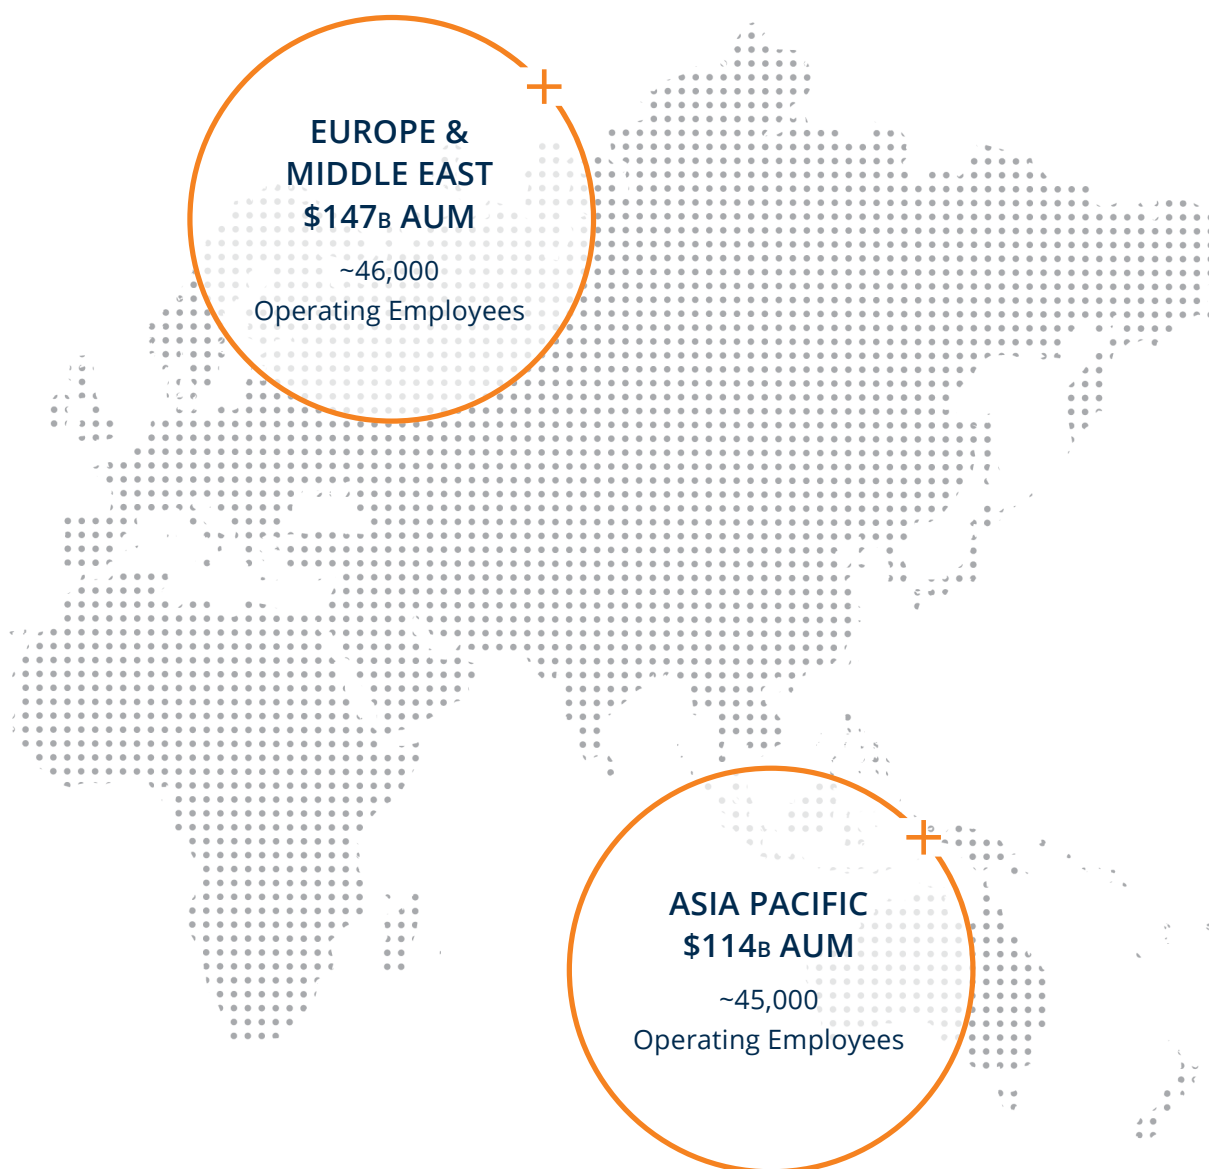 EUROPE &
MIDDLE EAST
$147B AUM
~46,000
Operating Employees
ASIA PACIFIC
$114B AUM
~45,000
Operating Employees